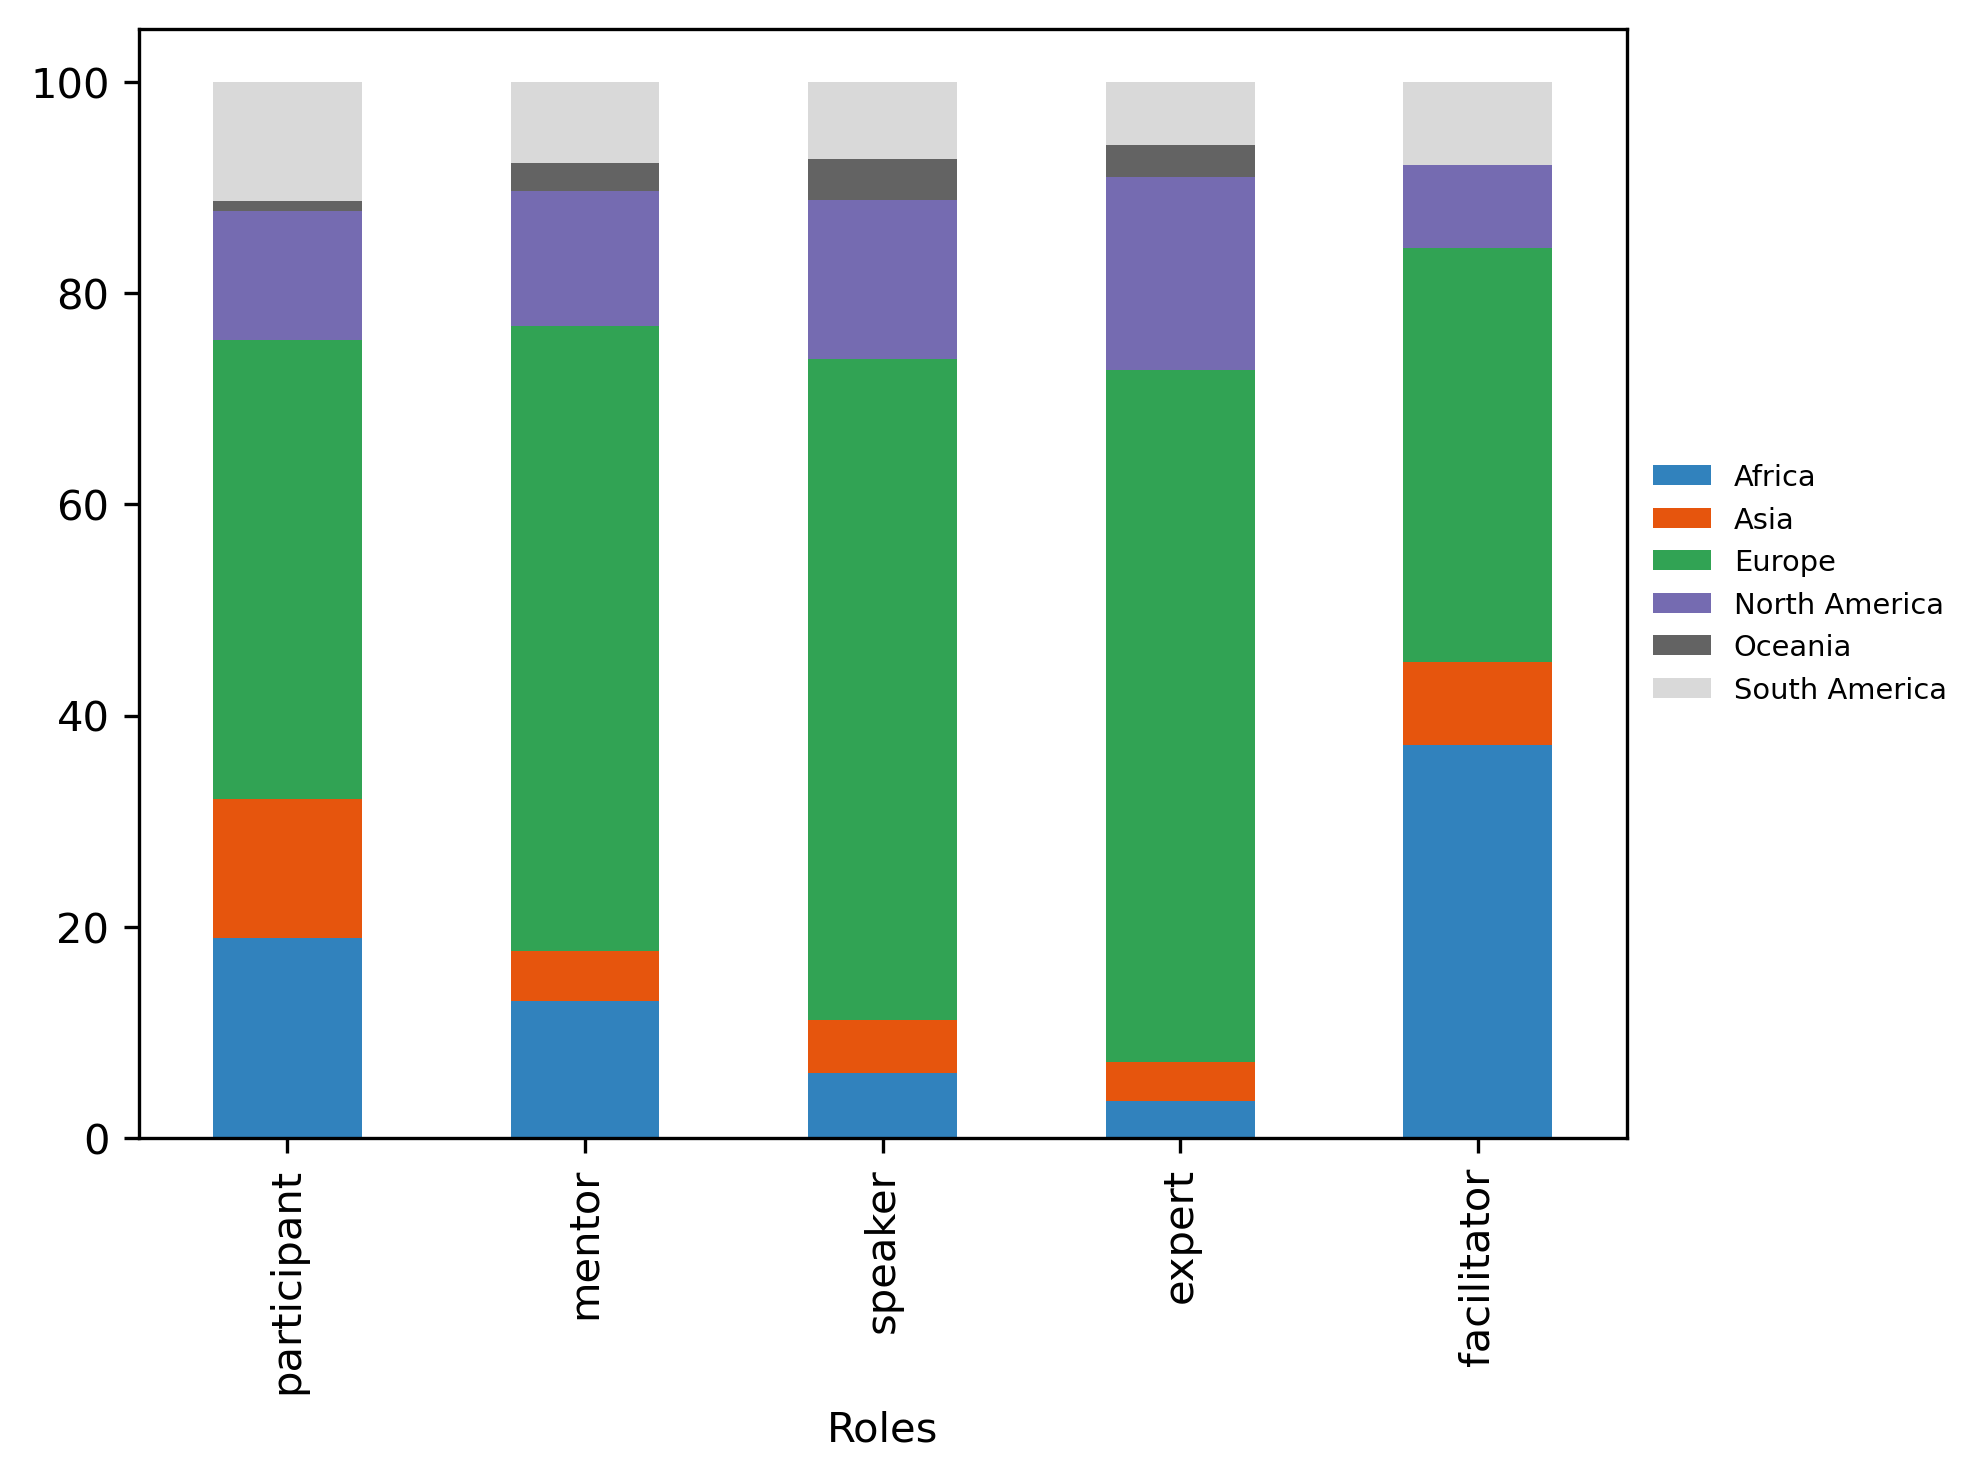 100
80
60
40
20
0
participant
mentor
speaker
expert
facilitator
Roles
Africa
Asia
Europe
North America
Oceania
South America